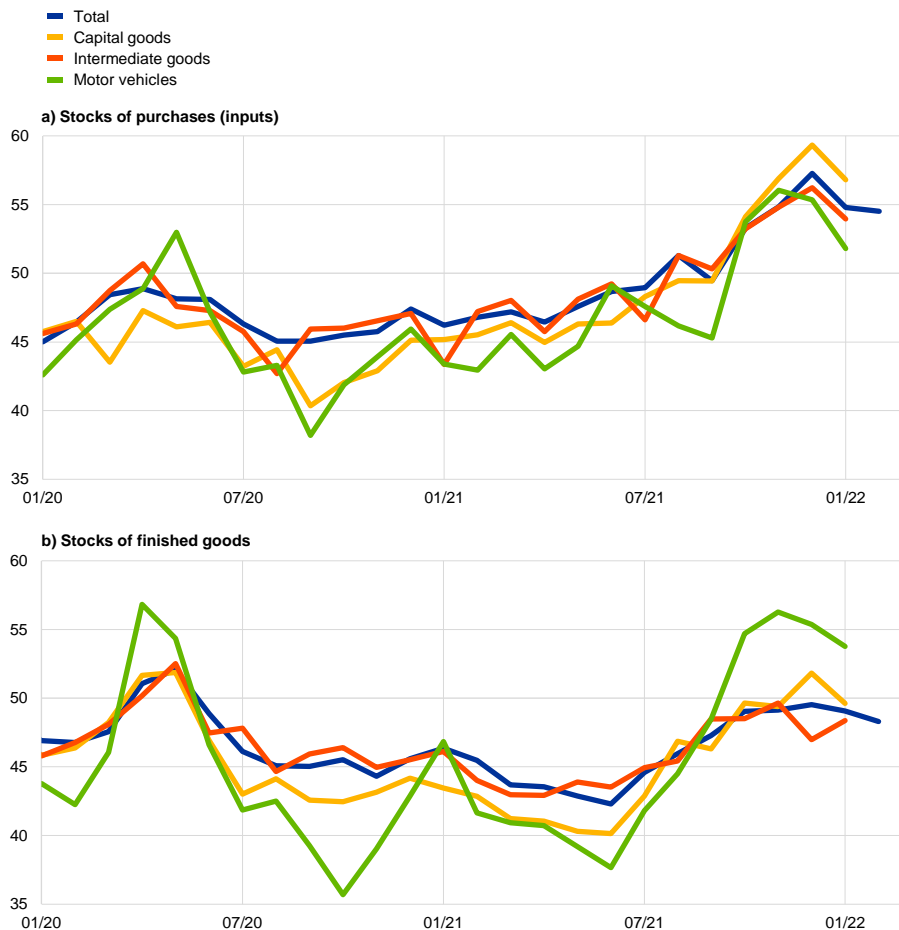 Total
Capital goods
Intermediate goods
Motor vehicles
a) Stocks of purchases (inputs)
60
55
50
45
40
35
01/20 07/20 01/21 07/21 01/22
b) Stocks of finished goods
60
55
50
45
40
35
01/20 07/20 01/21 07/21 01/22